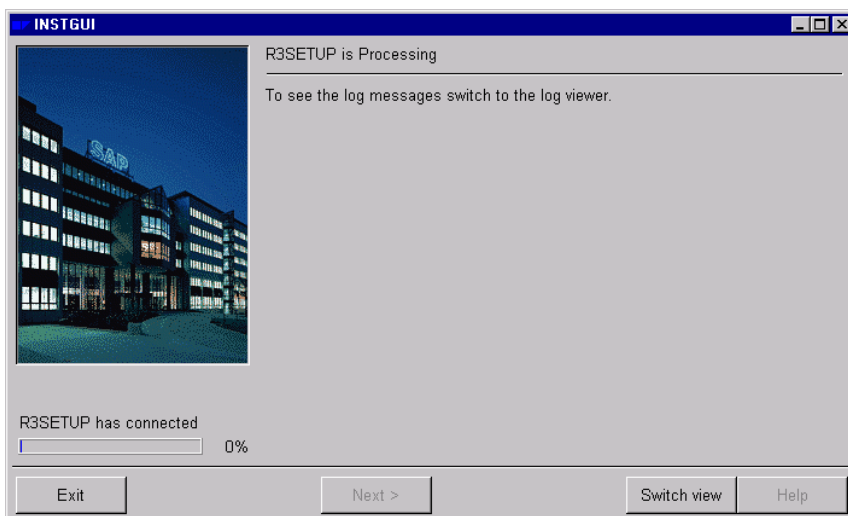 INSTGUI
R3SETUP is Processing
To see the log messages switch to the log viewer.
SAP
R3SETUP has connected
0%
Exit
Next >
Switch view
Help